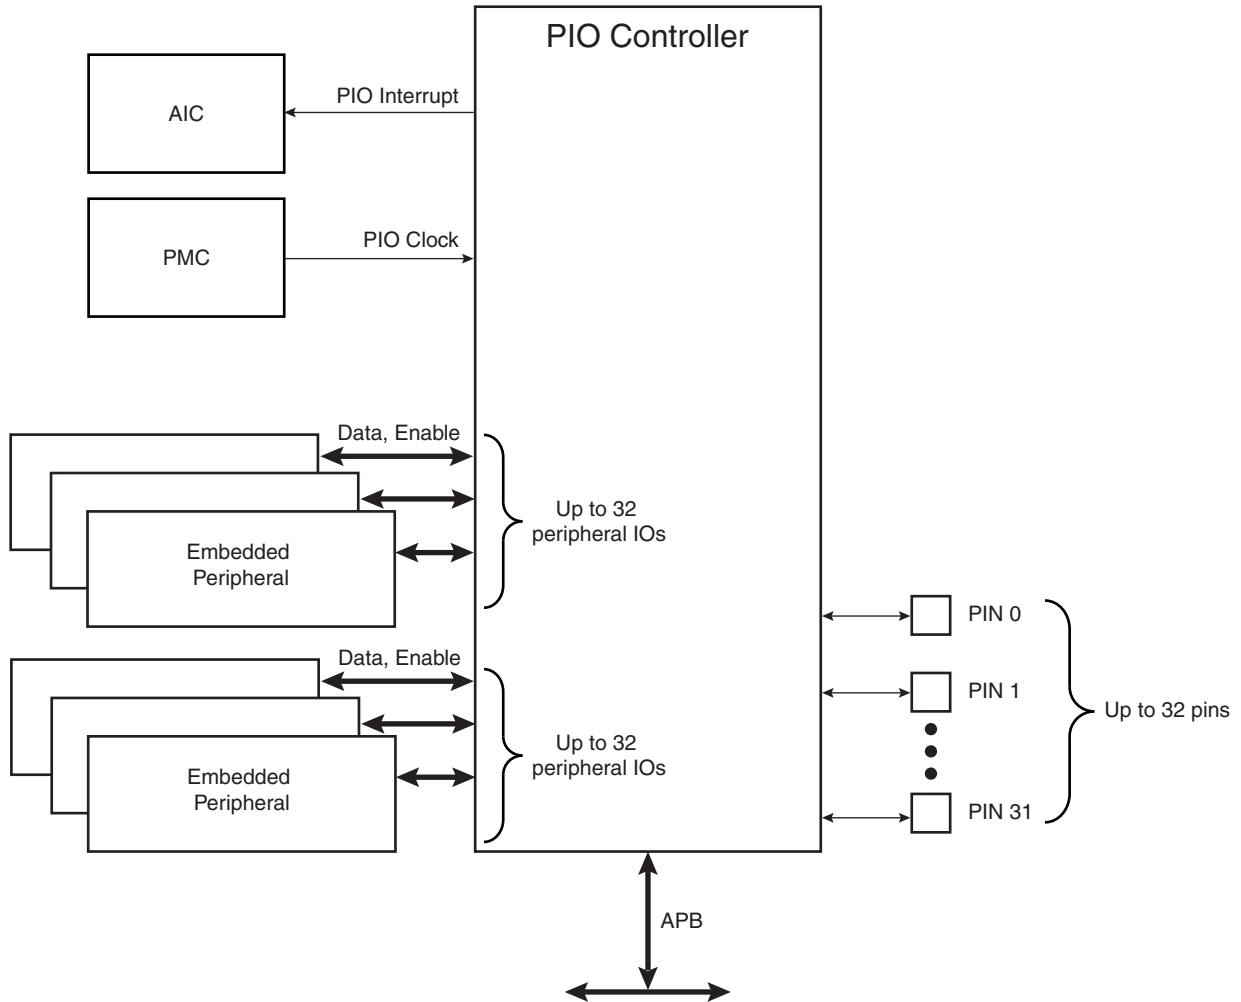 PIO Controller
AIC
PIO Interrupt
PMC
PIO Clock
Data, Enable
Up to 32
peripheral IOs
Embedded
Peripheral
Data, Enable
Up to 32
peripheral IOs
Embedded
Peripheral
PIN 0
PIN 1
PIN 31
Up to 32 pins
APB